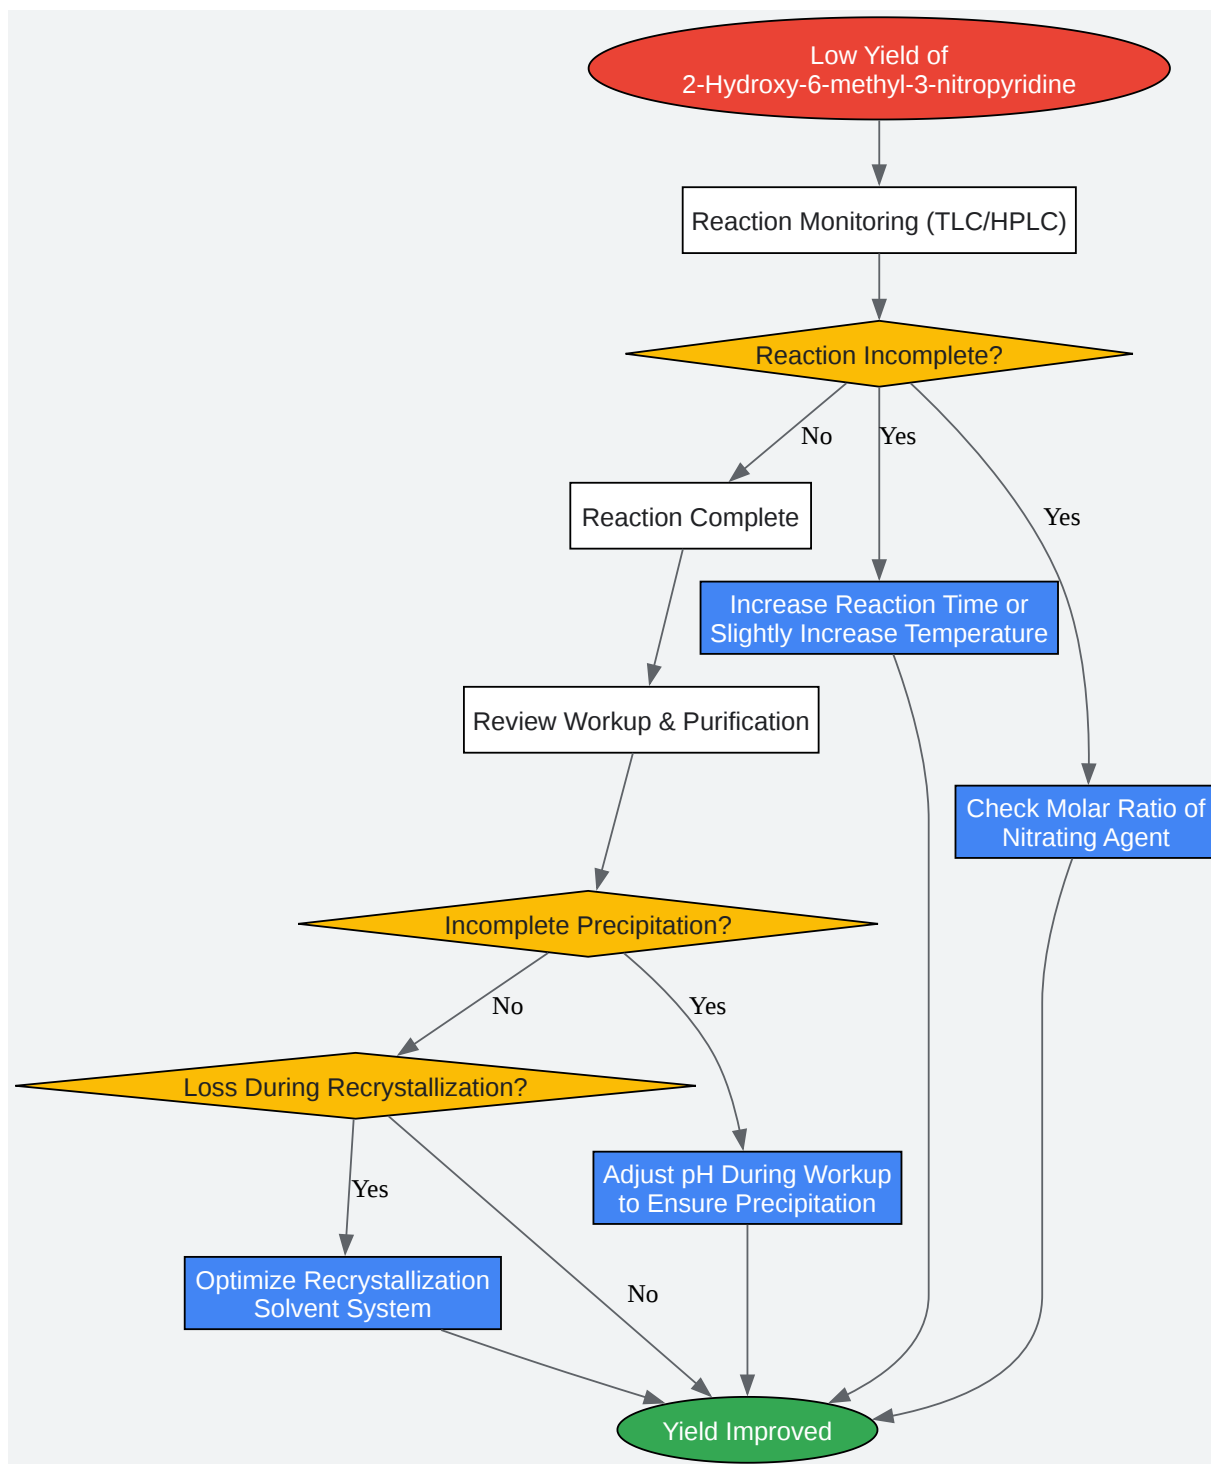 Low Yield of
2-Hydroxy-6-methyl-3-nitropyridine
Reaction Monitoring (TLC/HPLC)
Reaction Incomplete?
No
Yes
Yes
Reaction Complete
Increase Reaction Time or
Slightly Increase Temperature
Review Workup & Purification
Check Molar Ratio of
Nitrating Agent
Incomplete Precipitation?
No
Yes
Loss During Recrystallization?
Adjust pH During Workup
to Ensure Precipitation
Yes
Optimize Recrystallization
Solvent System
No
Yield Improved